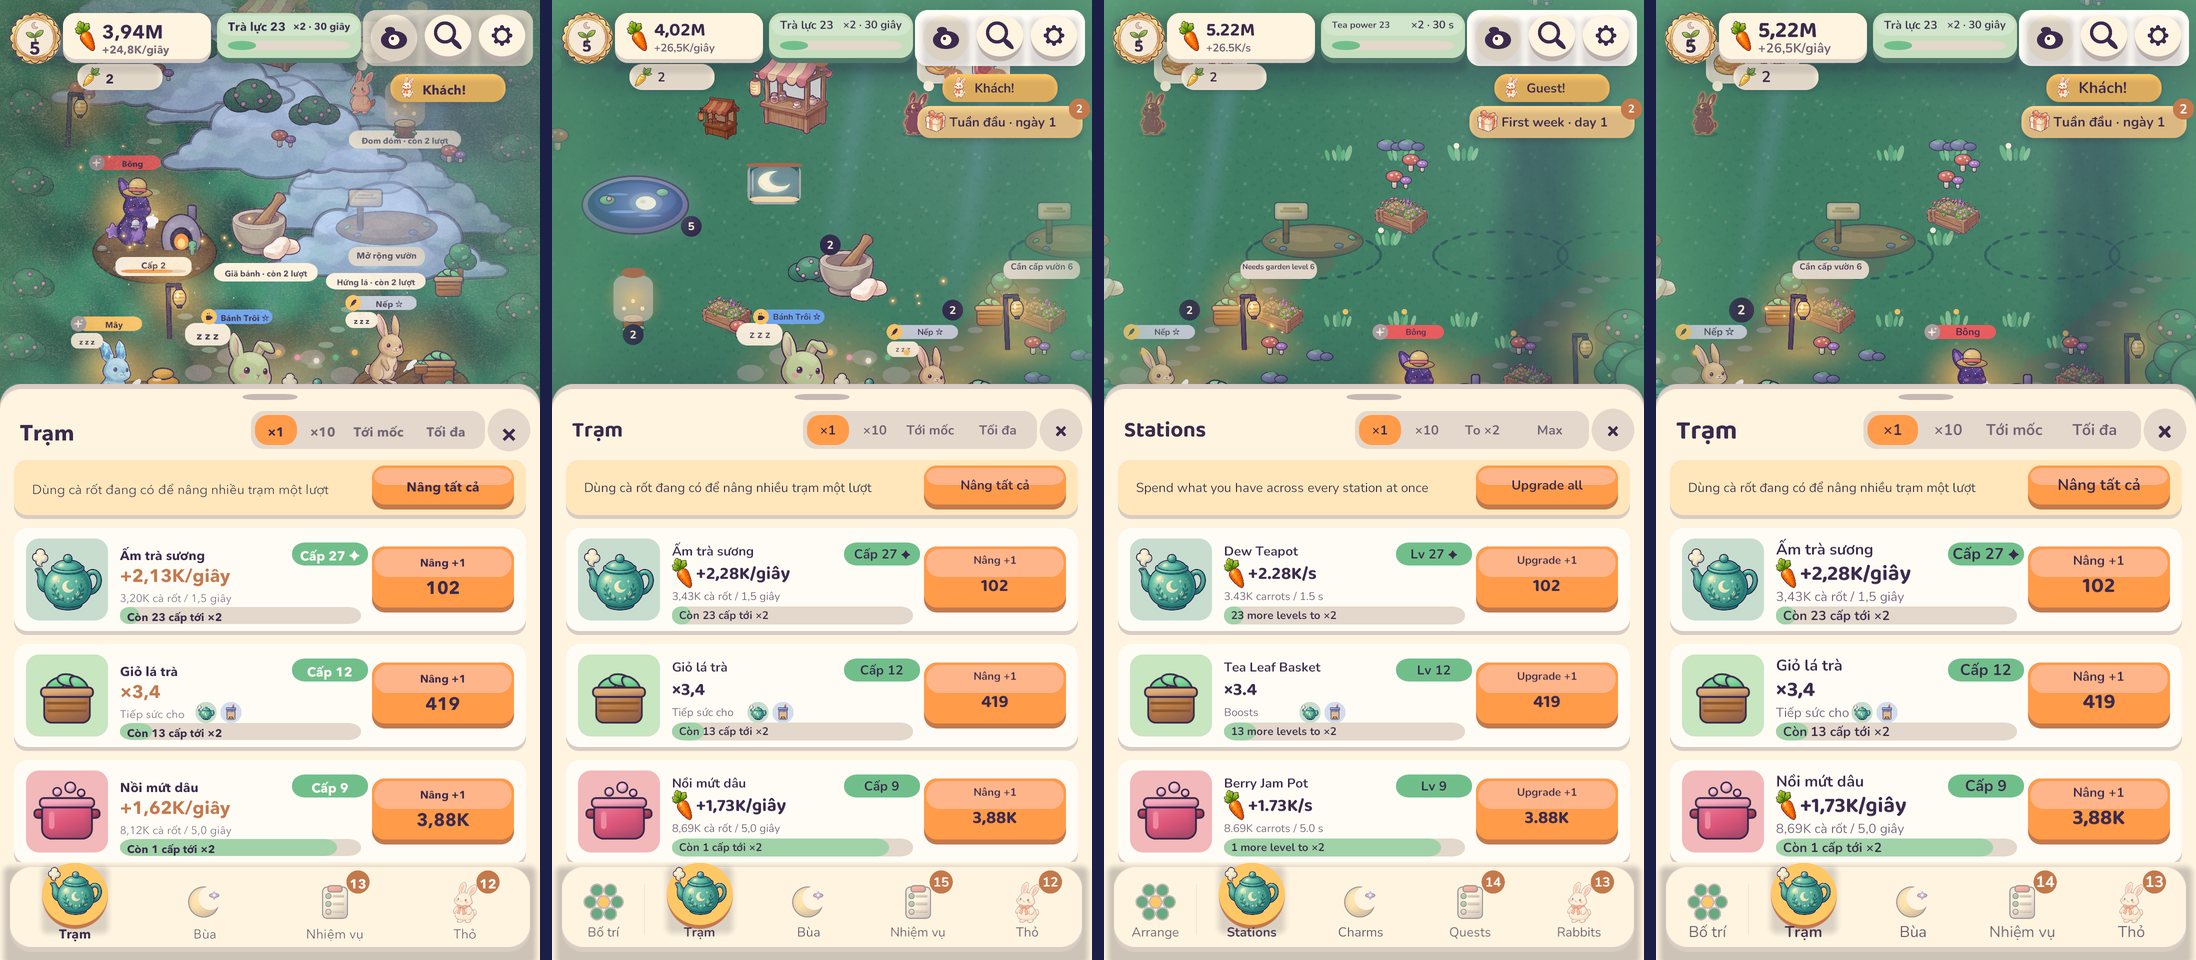 5
3,94M
+24,8K/giây
Trà lực 23 ×2 · 30 giây
2
Khách!
Đom đóm · còn 2 lượt
Bông
Cấp 2
Giã bánh · còn 2 lượt
Mở rộng vườn
Hứng lá · còn 2 lượt
Nếp ☆
Mây
Bánh Trôi ☆
z z z
z z z
z z z
Trạm
×1 ×10 Tới mốc Tối đa
Dùng cà rốt đang có để nâng nhiều trạm một lượt
Nâng tất cả
Ấm trà sương
Cấp 27
+2,13K/giây
3,20K cà rốt / 1,5 giây
Còn 23 cấp tới ×2
Nâng +1
102
Giỏ lá trà
Cấp 12
×3,4
Tiếp sức cho
Còn 13 cấp tới ×2
Nâng +1
419
Nồi mứt dâu
Cấp 9
+1,62K/giây
8,12K cà rốt / 5,0 giây
Còn 1 cấp tới ×2
Nâng +1
3,88K
13
12
Trạm
Bùa
Nhiệm vụ
Thỏ
5
4,02M
+26,5K/giây
Trà lực 23 ×2 · 30 giây
2
Khách!
2
Tuần đầu · ngày 1
5
2
Cần cấp vườn 6
2
2
Bánh Trôi ☆
Nếp ☆
z z z
z z z
Trạm
×1 ×10 Tới mốc Tối đa
Dùng cà rốt đang có để nâng nhiều trạm một lượt
Nâng tất cả
Ấm trà sương
Cấp 27
+2,28K/giây
3,43K cà rốt / 1,5 giây
Còn 23 cấp tới ×2
Nâng +1
102
Giỏ lá trà
Cấp 12
×3,4
Tiếp sức cho
Còn 13 cấp tới ×2
Nâng +1
419
Nồi mứt dâu
Cấp 9
+1,73K/giây
8,69K cà rốt / 5,0 giây
Còn 1 cấp tới ×2
Nâng +1
3,88K
15
12
Bố trí
Trạm
Bùa
Nhiệm vụ
Thỏ
5
5.22M
+26.5K/s
Tea power 23 ×2 · 30 s
2
Guest!
2
First week · day 1
Needs garden level 6
2
Nếp ☆
Bông
Stations
×1 ×10 To ×2 Max
Spend what you have across every station at once
Upgrade all
Dew Teapot
Lv 27
+2.28K/s
3.43K carrots / 1.5 s
23 more levels to ×2
Upgrade +1
102
Tea Leaf Basket
Lv 12
×3.4
Boosts
13 more levels to ×2
Upgrade +1
419
Berry Jam Pot
Lv 9
+1.73K/s
8.69K carrots / 5.0 s
1 more level to ×2
Upgrade +1
3.88K
14
13
Arrange
Stations
Charms
Quests
Rabbits
5
5,22M
+26,5K/giây
Trà lực 23 ×2 · 30 giây
2
Khách!
2
Tuần đầu · ngày 1
Cần cấp vườn 6
2
Nếp ☆
Bông
Trạm
×1 ×10 Tới mốc Tối đa
Dùng cà rốt đang có để nâng nhiều trạm một lượt
Nâng tất cả
Ấm trà sương
Cấp 27
+2,28K/giây
3,43K cà rốt / 1,5 giây
Còn 23 cấp tới ×2
Nâng +1
102
Giỏ lá trà
Cấp 12
×3,4
Tiếp sức cho
Còn 13 cấp tới ×2
Nâng +1
419
Nồi mứt dâu
Cấp 9
+1,73K/giây
8,69K cà rốt / 5,0 giây
Còn 1 cấp tới ×2
Nâng +1
3,88K
14
13
Bố trí
Trạm
Bùa
Nhiệm vụ
Thỏ